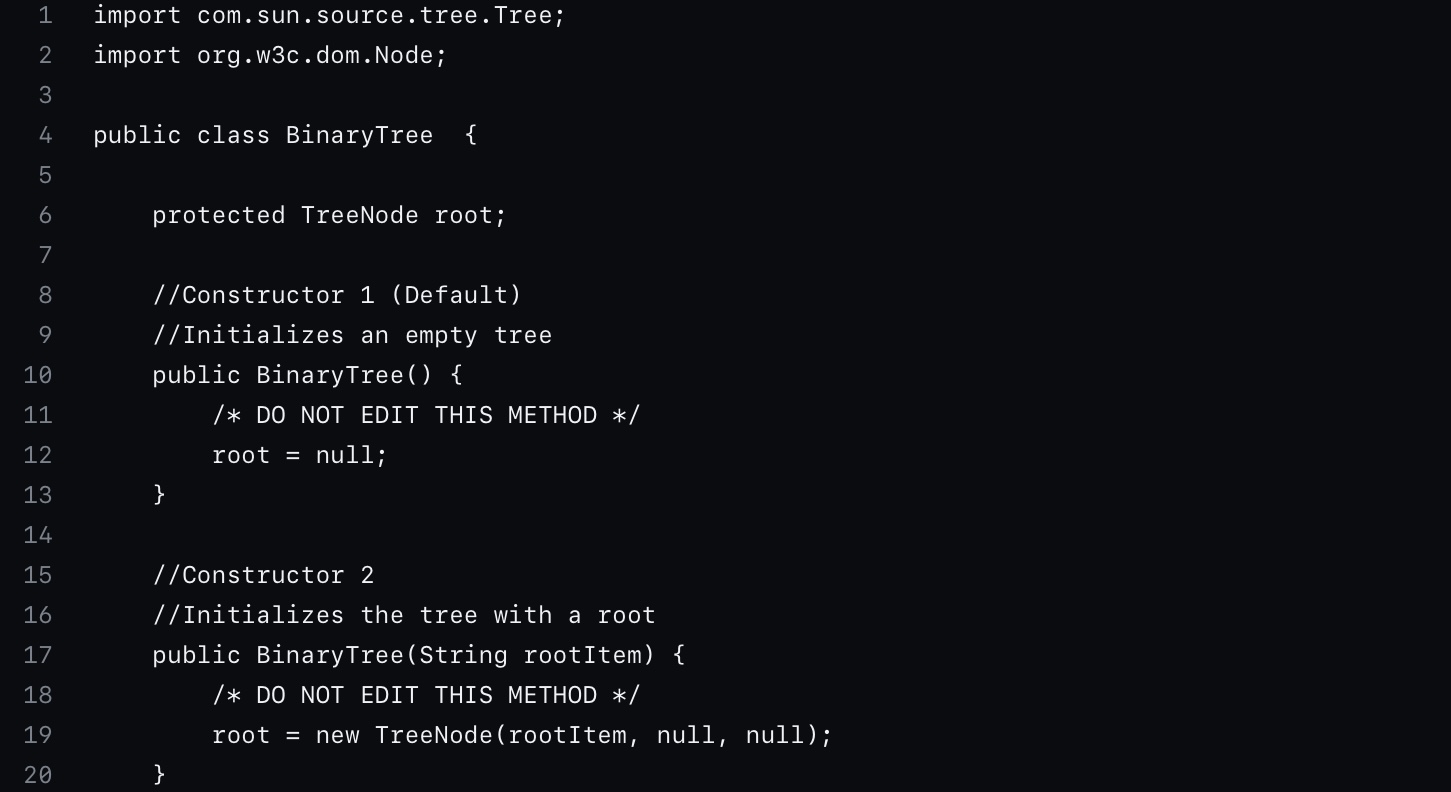 1 import com.sun.source.tree.Tree;
2 import org.w3c.dom.Node;
3
4 public class BinaryTree  {
5
6     protected TreeNode root;
7
8     //Constructor 1 (Default)
9     //Initializes an empty tree
10     public BinaryTree() {
11         /* DO NOT EDIT THIS METHOD */
12         root = null;
13     }
14
15     //Constructor 2
16     //Initializes the tree with a root
17     public BinaryTree(String rootItem) {
18         /* DO NOT EDIT THIS METHOD */
19         root = new TreeNode(rootItem, null, null);
20     }